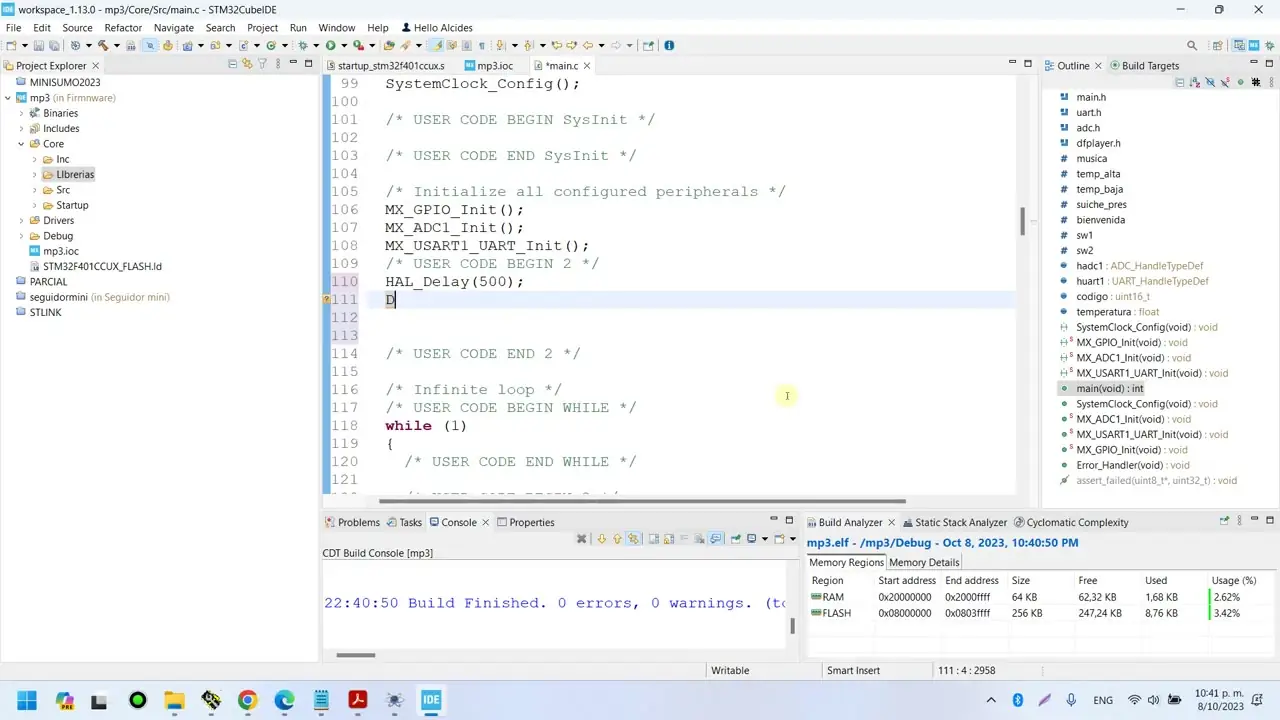 workspace_1.13.0 - mp3/Core/Src/main.c - STM32CubeIDE
File Edit Source Refactor Navigate Search Project Run Window Help Hello Alcides
Project Explorer
MINISUMO2023
mp3 (in Firmnware)
Binaries
Includes
Core
Inc
LIbrerias
Src
Startup
Drivers
Debug
mp3.ioc
STM32F401CCUX_FLASH.ld
PARCIAL
seguidormini (in Seguidor mini)
STLINK
startup_stm32f401ccux.s mp3.ioc *main.c
99 SystemClock_Config();
100
101 /* USER CODE BEGIN SysInit */
102
103 /* USER CODE END SysInit */
104
105 /* Initialize all configured peripherals */
106 MX_GPIO_Init();
107 MX_ADC1_Init();
108 MX_USART1_UART_Init();
109 /* USER CODE BEGIN 2 */
110 HAL_Delay(500);
111 D
112
113
114 /* USER CODE END 2 */
115
116 /* Infinite loop */
117 /* USER CODE BEGIN WHILE */
118 while (1)
119 {
120 /* USER CODE END WHILE */
121
Outline Build Targets
main.h
uart.h
adc.h
dfplayer.h
musica
temp_alta
temp_baja
suiche_pres
bienvenida
sw1
sw2
hadc1 : ADC_HandleTypeDef
huart1 : UART_HandleTypeDef
codigo : uint16_t
temperatura : float
SystemClock_Config(void) : void
MX_GPIO_Init(void) : void
MX_ADC1_Init(void) : void
MX_USART1_UART_Init(void) : void
main(void) : int
SystemClock_Config(void) : void
MX_ADC1_Init(void) : void
MX_USART1_UART_Init(void) : void
MX_GPIO_Init(void) : void
Error_Handler(void) : void
assert_failed(uint8_t*, uint32_t) : void
Problems Tasks Console Properties
CDT Build Console [mp3]
22:40:50 Build Finished. 0 errors, 0 warnings. (to
Build Analyzer Static Stack Analyzer Cyclomatic Complexity
mp3.elf - /mp3/Debug - Oct 8, 2023, 10:40:50 PM
Memory Regions Memory Details
Region Start address End address Size Free Used Usage (%)
RAM 0x20000000 0x2000ffff 64 KB 62,32 KB 1,68 KB 2.62%
FLASH 0x08000000 0x0803ffff 256 KB 247,24 KB 8,76 KB 3.42%
Writable Smart Insert 111 : 4 : 2958
IDE
ENG
10:41 p. m.
8/10/2023